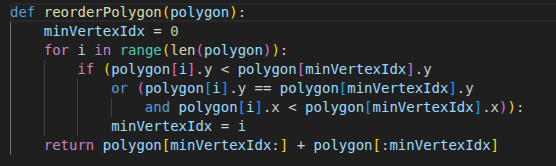 def reorderPolygon(polygon):
    minVertexIdx = 0
    for i in range(len(polygon)):
        if (polygon[i].y < polygon[minVertexIdx].y
            or (polygon[i].y == polygon[minVertexIdx].y
                and polygon[i].x < polygon[minVertexIdx].x)):
            minVertexIdx = i
    return polygon[minVertexIdx:] + polygon[:minVertexIdx]